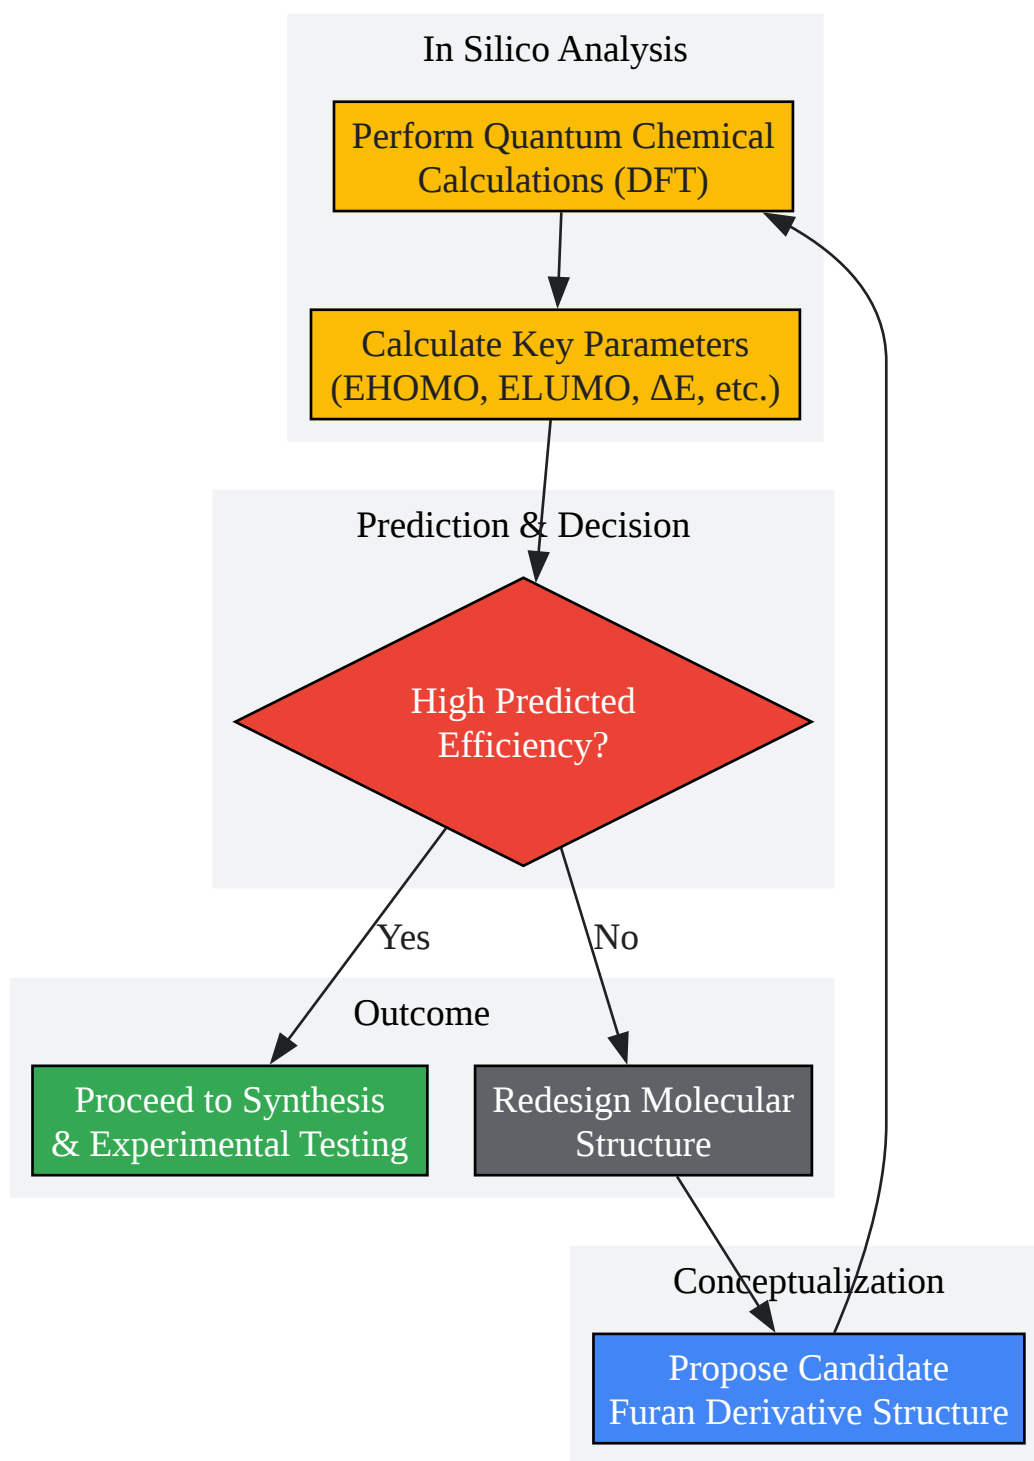 In Silico Analysis
Perform Quantum Chemical
Calculations (DFT)
Calculate Key Parameters
(EHOMO, ELUMO, ΔE, etc.)
Prediction & Decision
High Predicted
Efficiency?
Yes
No
Outcome
Proceed to Synthesis
& Experimental Testing
Redesign Molecular
Structure
Conceptualization
Propose Candidate
Furan Derivative Structure